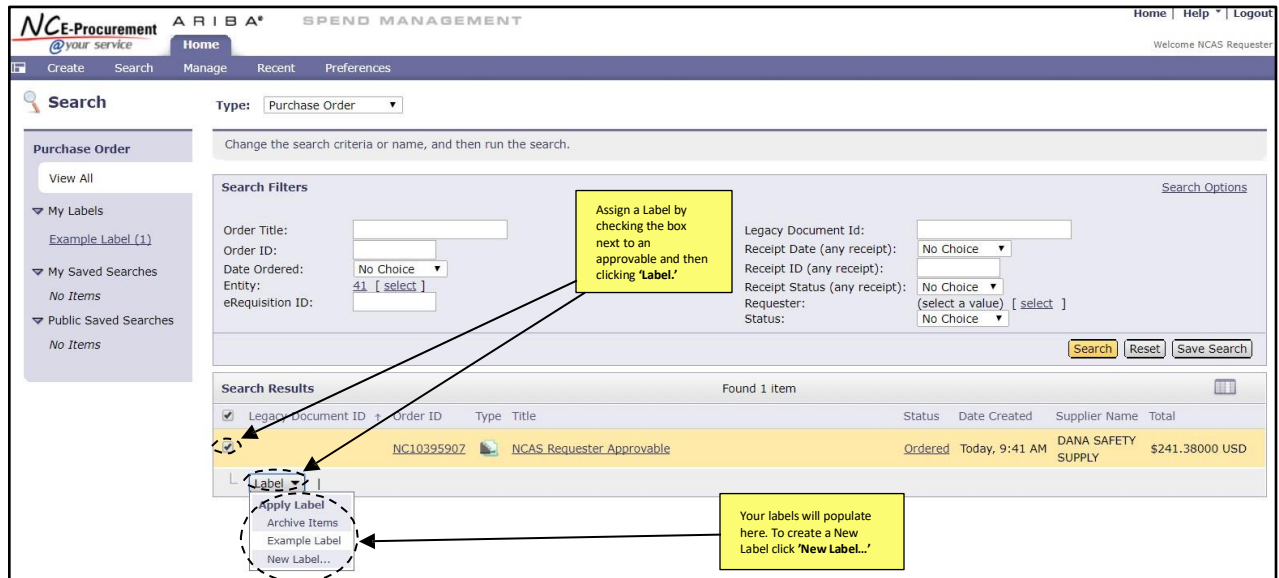 NCE-Procurement
@your service
ARIBA® SPEND MANAGEMENT
Home | Help | Logout
Home
Welcome NCAS Requester
Create Search Manage Recent Preferences
Search
Type: Purchase Order
Purchase Order
View All
My Labels
Example Label (1)
My Saved Searches
No Items
Public Saved Searches
No Items
Change the search criteria or name, and then run the search.
Search Filters
Search Options
Order Title:
Order ID:
Date Ordered: No Choice
Entity: 41 [ select ]
eRequisition ID:
Assign a Label by
checking the box
next to an
approvable and then
clicking ‘Label.’
Legacy Document Id:
Receipt Date (any receipt): No Choice
Receipt ID (any receipt):
Receipt Status (any receipt): No Choice
Requester: (select a value) [ select ]
Status: No Choice
Search Reset Save Search
Search Results Found 1 item
Legacy Document ID ↑ Order ID Type Title Status Date Created Supplier Name Total
NC10395907 NCAS Requester Approvable Ordered Today, 9:41 AM DANA SAFETY SUPPLY $241.38000 USD
Label |
Apply Label
Archive Items
Example Label
New Label...
Your labels will populate
here. To create a New
Label click ’New Label…’